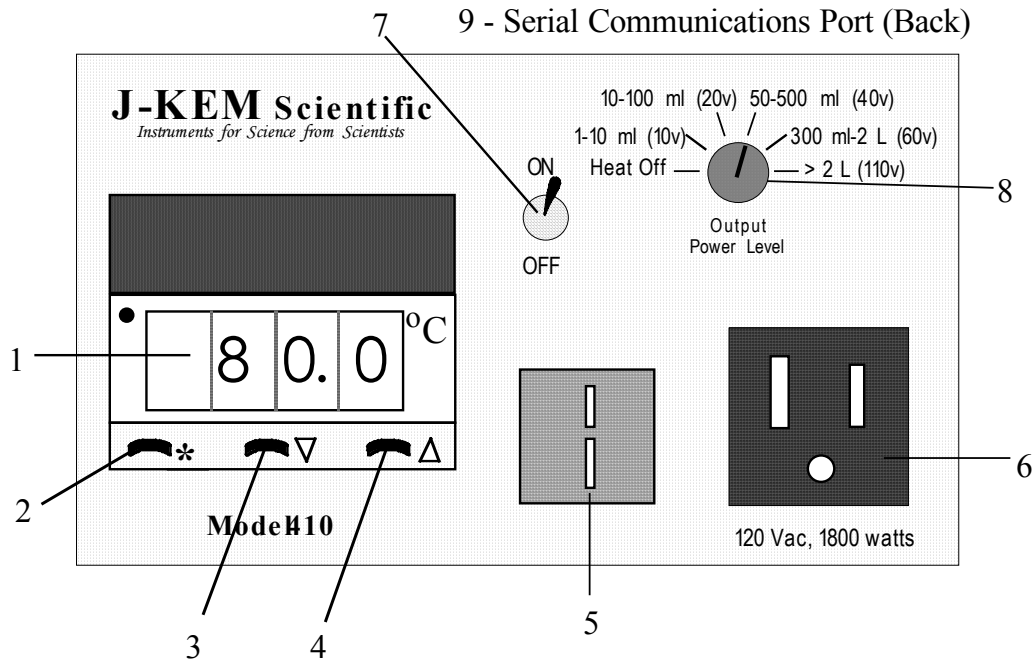 9 - Serial Communications Port (Back)
7
J-KEM Scientific
Instruments for Science from Scientists
10-100 ml (20v) 50-500 ml (40v)
1-10 ml (10v) 300 ml-2 L (60v)
Heat Off > 2 L (110v)
8
Output
Power Level
ON
OFF
°C
1
80.0
*
2
3
4
5
6
Model410
120 Vac, 1800 watts